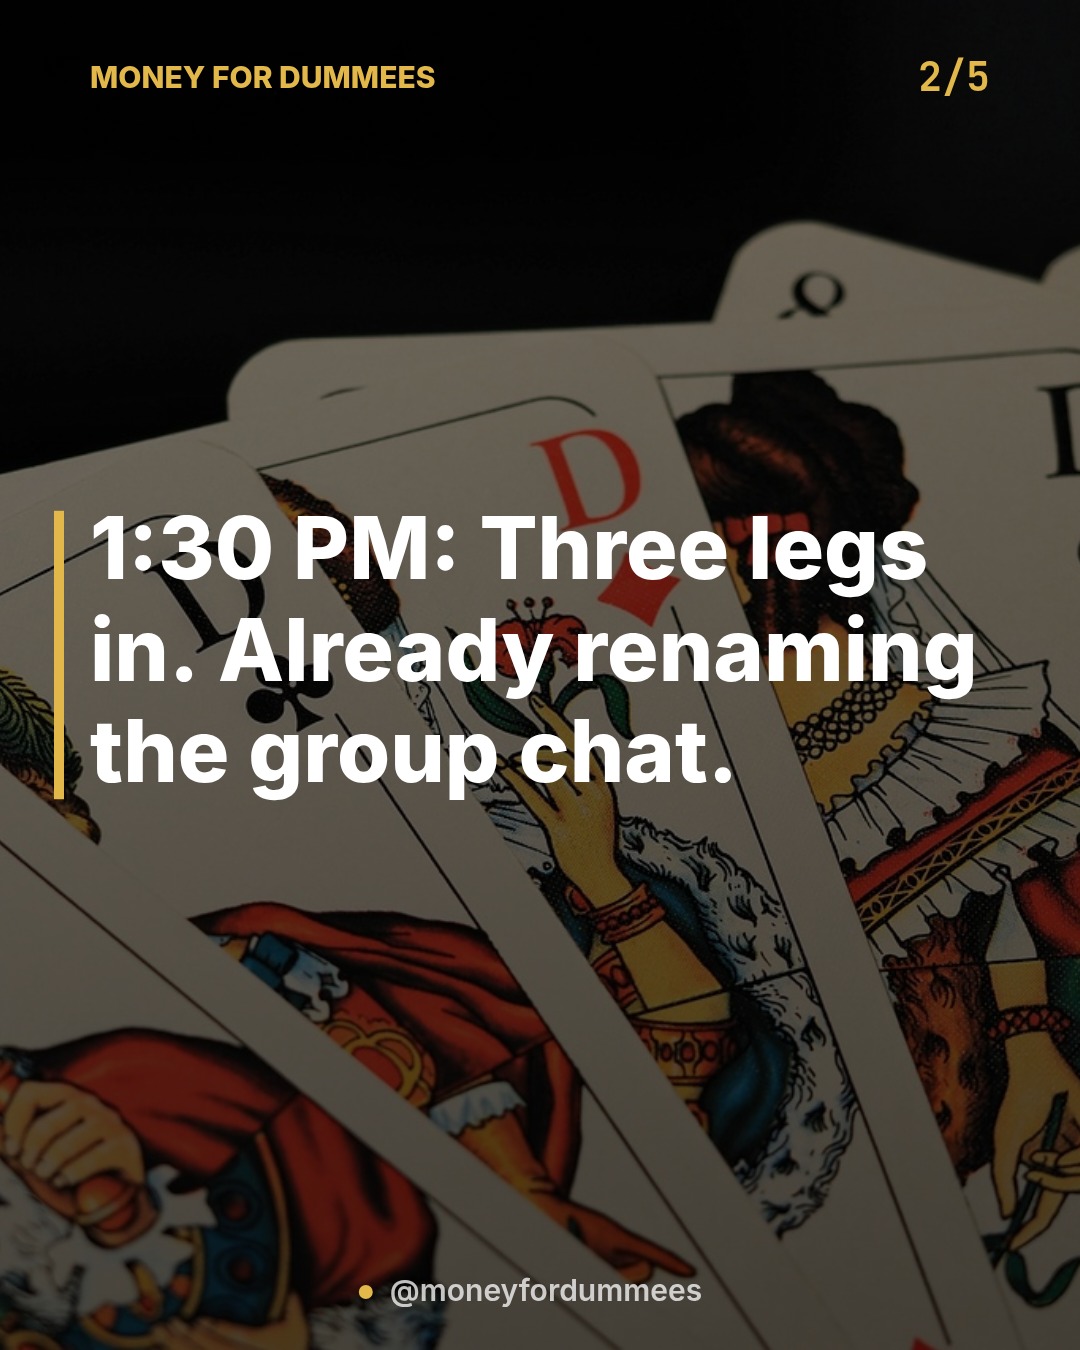 MONEY FOR DUMMEES
2/5
Q
D
D
D
1:30 PM: Three legs
in. Already renaming
the group chat.
@moneyfordummees